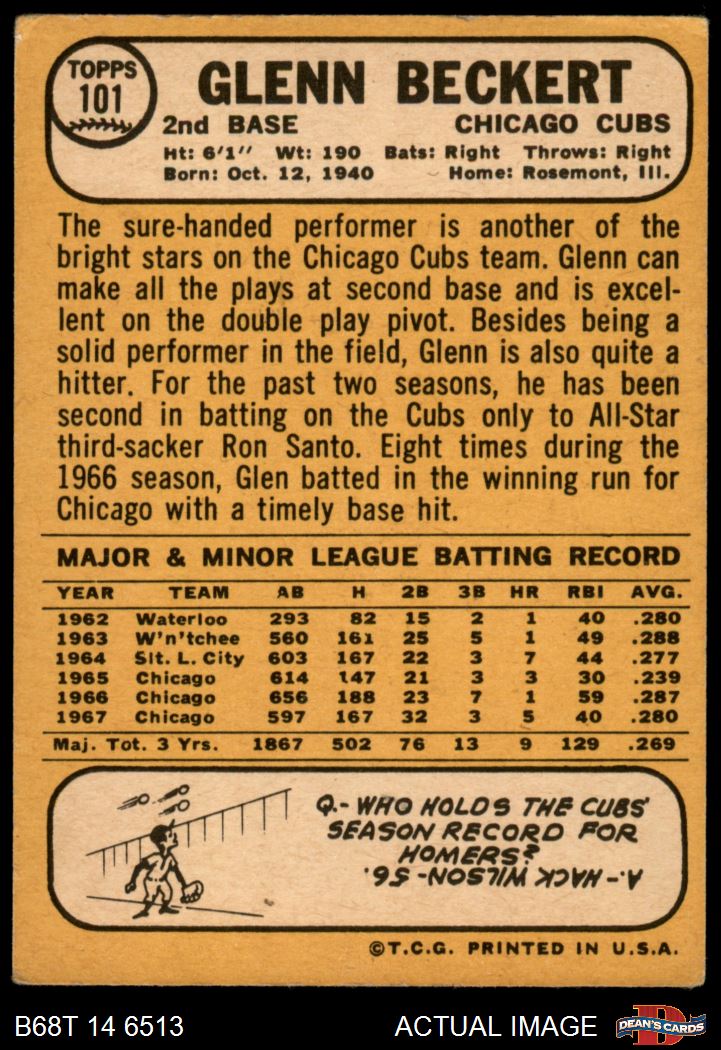 TOPPS
101
GLENN BECKERT
2nd BASE CHICAGO CUBS
Ht: 6'1" Wt: 190 Bats: Right Throws: Right
Born: Oct. 12, 1940 Home: Rosemont, Ill.
The sure-handed performer is another of the
bright stars on the Chicago Cubs team. Glenn can
make all the plays at second base and is excel-
lent on the double play pivot. Besides being a
solid performer in the field, Glenn is also quite a
hitter. For the past two seasons, he has been
second in batting on the Cubs only to All-Star
third-sacker Ron Santo. Eight times during the
1966 season, Glen batted in the winning run for
Chicago with a timely base hit.
MAJOR & MINOR LEAGUE BATTING RECORD
YEAR TEAM AB H 2B 3B HR RBI AVG.
1962 Waterloo 293 82 15 2 1 40 .280
1963 W'n'tchee 560 161 25 5 1 49 .288
1964 Slt. L. City 603 167 22 3 7 44 .277
1965 Chicago 614 147 21 3 3 30 .239
1966 Chicago 656 188 23 7 1 59 .287
1967 Chicago 597 167 32 3 5 40 .280
Maj. Tot. 3 Yrs. 1867 502 76 13 9 129 .269
Q.- WHO HOLDS THE CUBS'
SEASON RECORD FOR
HOMERS?
A.- HACK WILSON- 56.
©T.C.G. PRINTED IN U.S.A.
B68T 14 6513 ACTUAL IMAGE
D
DEAN'S CARDS